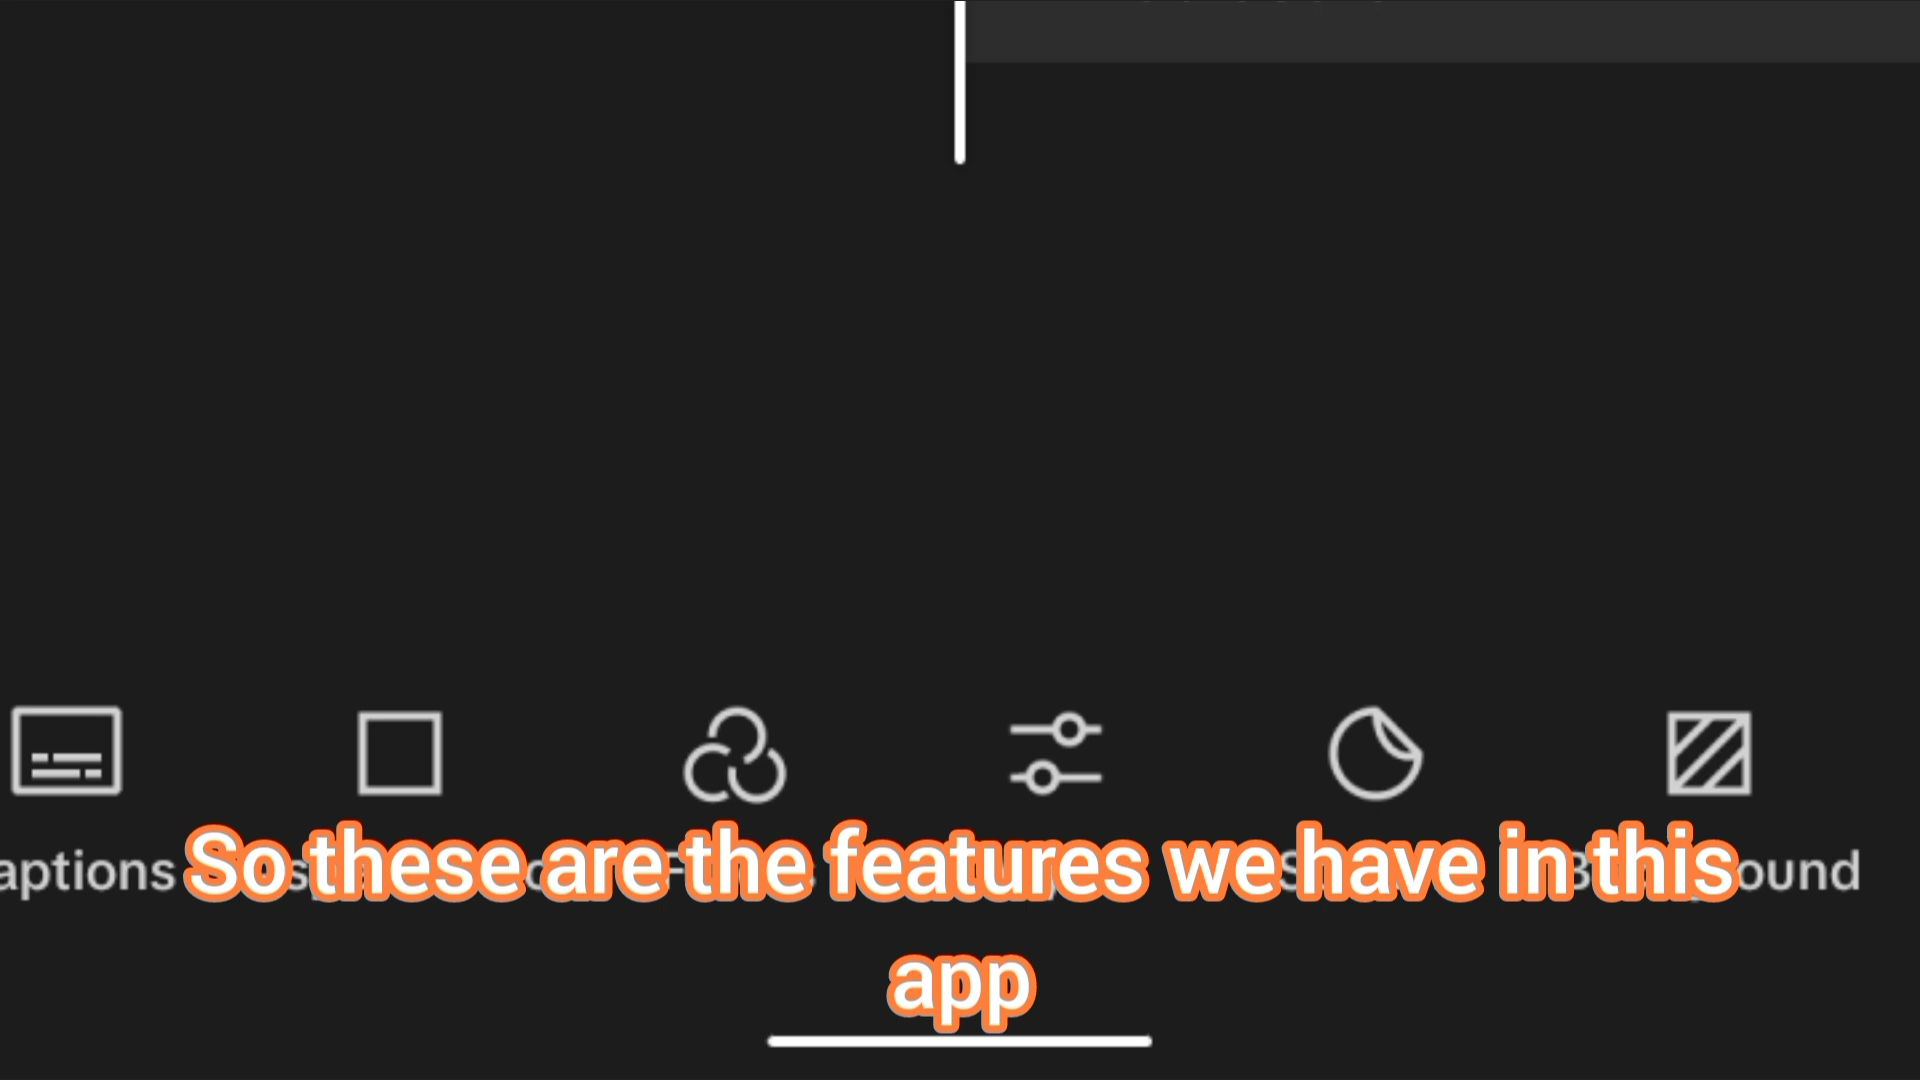 aptions
ound
So these are the features we have in this
app